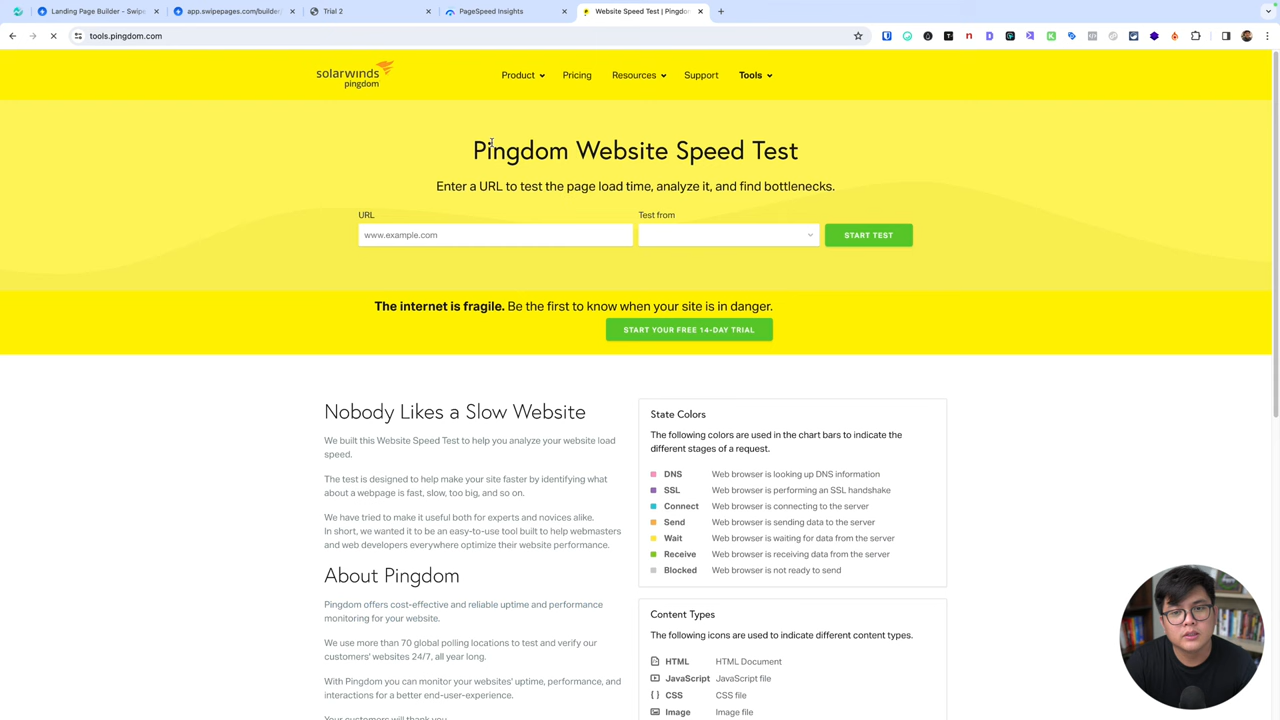 Landing Page Builder – Swipe
app.swipepages.com/builder/
Trial 2
PageSpeed Insights
Website Speed Test | Pingdo
tools.pingdom.com
solarwinds
pingdom
Product
Pricing
Resources
Support
Tools
Pingdom Website Speed Test
Enter a URL to test the page load time, analyze it, and find bottlenecks.
URL
Test from
www.example.com
START TEST
The internet is fragile. Be the first to know when your site is in danger.
START YOUR FREE 14-DAY TRIAL
Nobody Likes a Slow Website
We built this Website Speed Test to help you analyze your website load
speed.
The test is designed to help make your site faster by identifying what
about a webpage is fast, slow, too big, and so on.
We have tried to make it useful both for experts and novices alike.
In short, we wanted it to be an easy-to-use tool built to help webmasters
and web developers everywhere optimize their website performance.
About Pingdom
Pingdom offers cost-effective and reliable uptime and performance
monitoring for your website.
We use more than 70 global polling locations to test and verify our
customers' websites 24/7, all year long.
With Pingdom you can monitor your websites' uptime, performance, and
interactions for a better end-user-experience.
Your customers will thank you.
State Colors
The following colors are used in the chart bars to indicate the
different stages of a request.
DNS Web browser is looking up DNS information
SSL Web browser is performing an SSL handshake
Connect Web browser is connecting to the server
Send Web browser is sending data to the server
Wait Web browser is waiting for data from the server
Receive Web browser is receiving data from the server
Blocked Web browser is not ready to send
Content Types
The following icons are used to indicate different content types.
HTML HTML Document
JavaScript JavaScript file
CSS CSS file
Image Image file